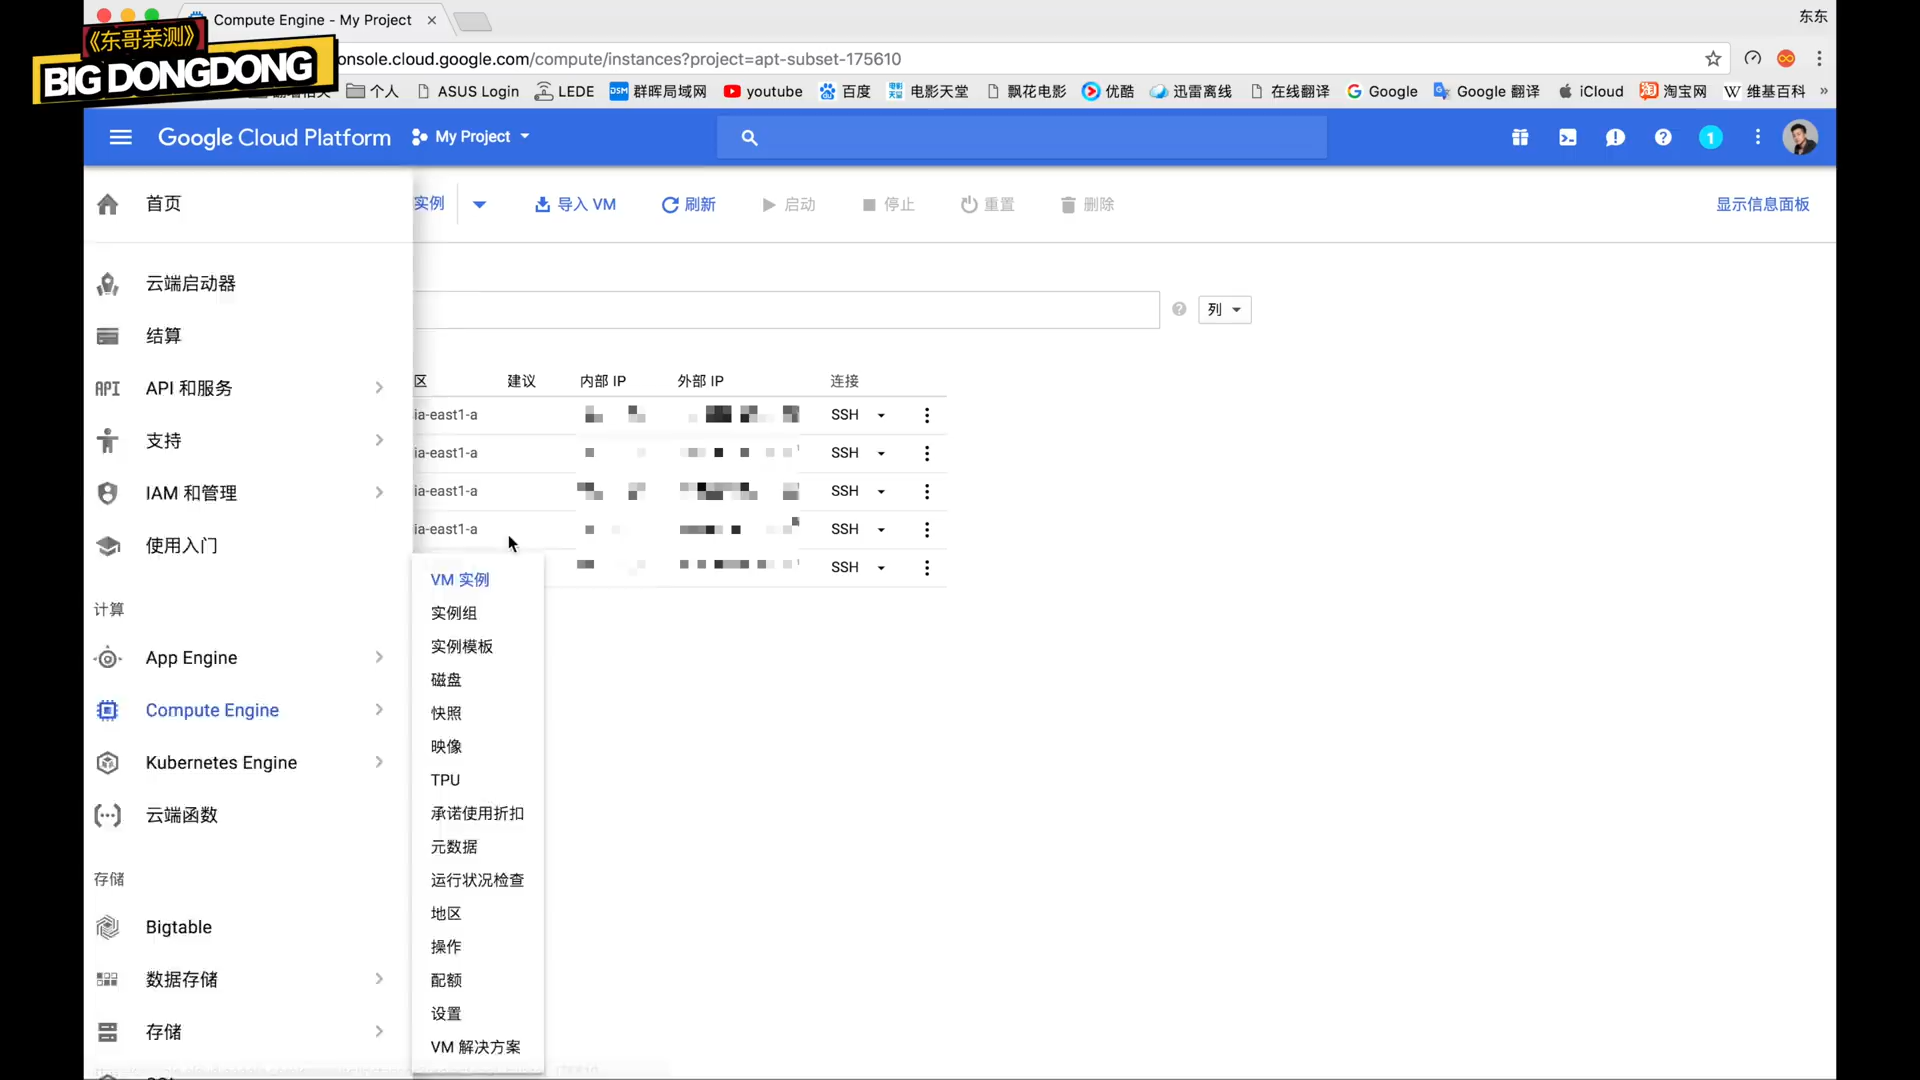 Compute Engine - My Project
东东
《东哥亲测》
BIG DONGDONG
onsole.cloud.google.com/compute/instances?project=apt-subset-175610
个人 ASUS Login LEDE DSM 群晖局域网 youtube 百度 电影天堂 飘花电影 优酷 迅雷离线 在线翻译 Google Google 翻译 iCloud 淘 淘宝网 W 维基百科 »
Google Cloud Platform My Project 1
首页
实例 导入 VM 刷新 启动 停止 重置 删除 显示信息面板
云端启动器
结算
列
API API 和服务
区 建议 内部 IP 外部 IP 连接
ia-east1-a SSH
支持
ia-east1-a SSH
IAM 和管理
ia-east1-a SSH
使用入门
ia-east1-a SSH
SSH
计算
App Engine
Compute Engine
Kubernetes Engine
云端函数
存储
Bigtable
数据存储
存储
VM 实例
实例组
实例模板
磁盘
快照
映像
TPU
承诺使用折扣
元数据
运行状况检查
地区
操作
配额
设置
VM 解决方案